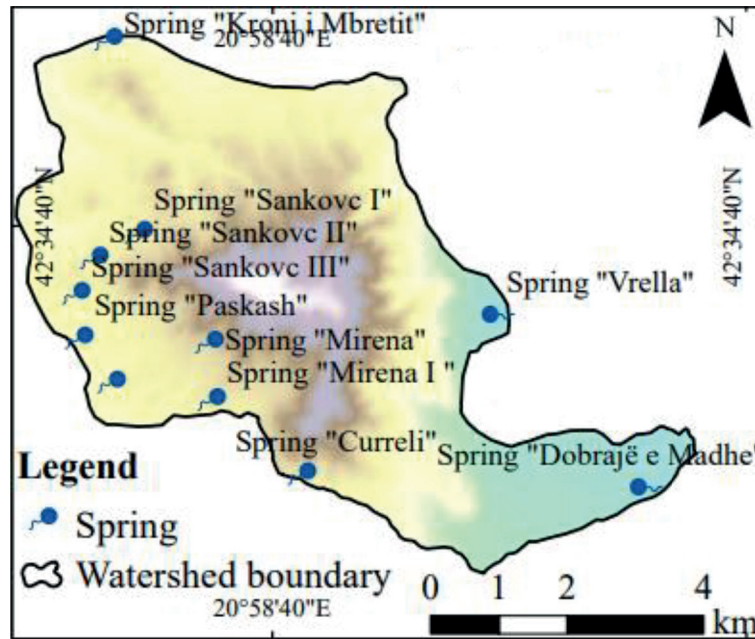 Spring "Kroni i Mbretit"
20°58'40"E
N
42°34'40"N
42°34'40"N
Spring "Sankovc I"
Spring "Sankovc II"
Spring "Sankovc III"
Spring "Vrella"
Spring "Paskash"
Spring "Mirena"
Spring "Mirena I "
Spring "Curreli"
Spring "Dobrajë e Madhe"
Legend
Spring
Watershed boundary
20°58'40"E
0 1 2 4
km